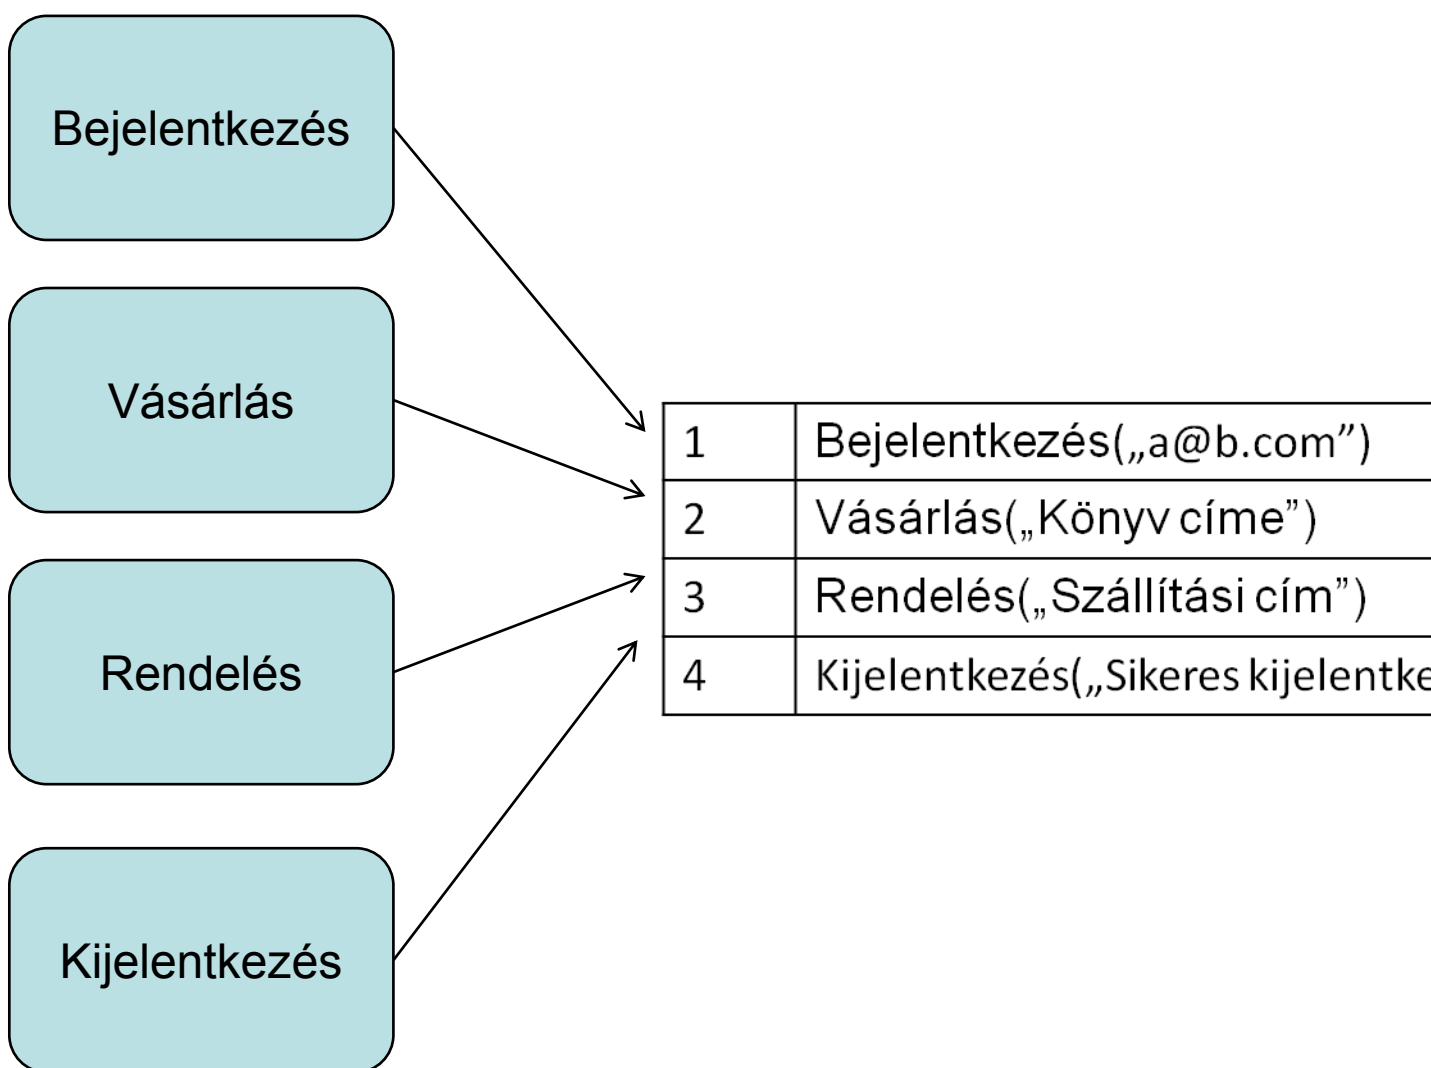 Bejelentkezés
Vásárlás
Rendelés
Kijelentkezés
1 Bejelentkezés(„a@b.com”)
2 Vásárlás(„Könyv címe”)
3 Rendelés(„Szállítási cím”)
4 Kijelentkezés(„Sikeres